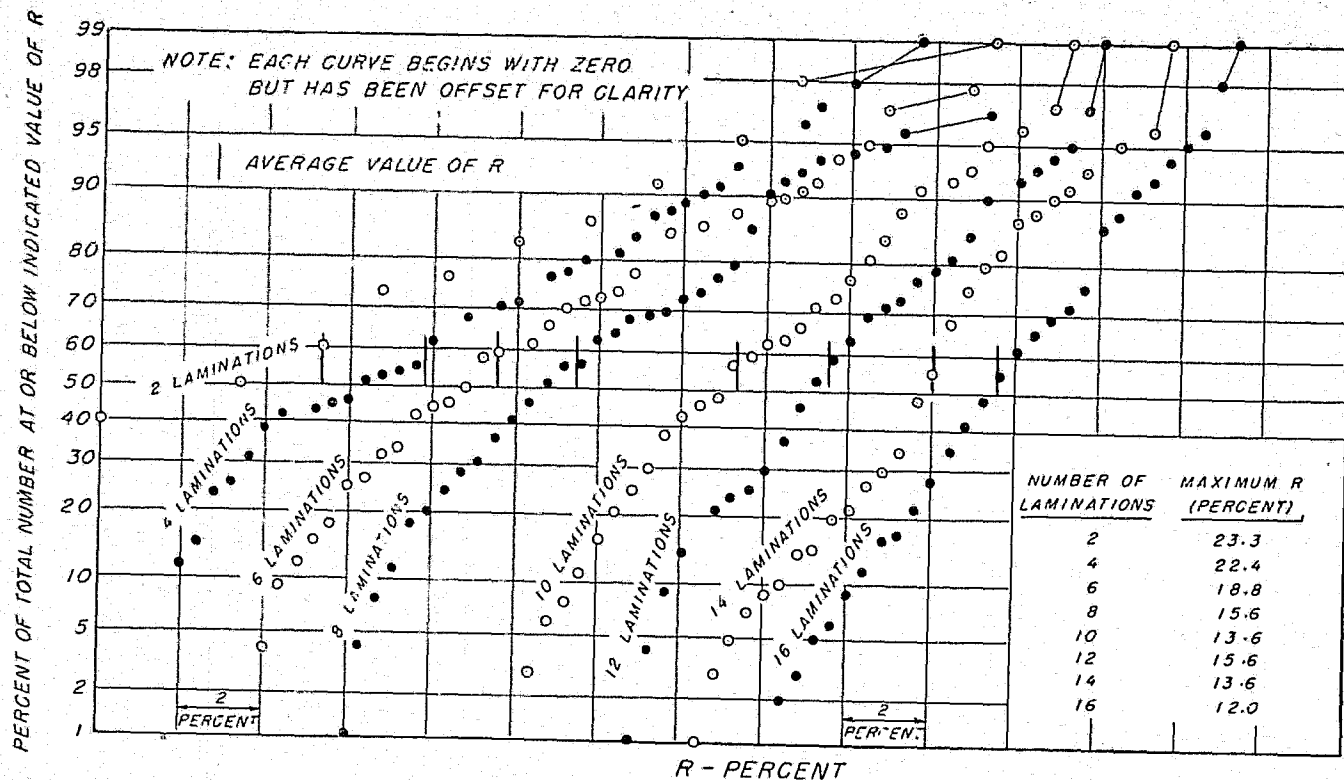 PERCENT OF TOTAL NUMBER AT OR BELOW INDICATED VALUE OF R
99
98
95
90
80
70
60
50
40
30
20
10
5
2
1
NOTE: EACH CURVE BEGINS WITH ZERO
BUT HAS BEEN OFFSET FOR CLARITY
AVERAGE VALUE OF R
2 LAMINATIONS
4 LAMINATIONS
6 LAMINATIONS
8 LAMINATIONS
10 LAMINATIONS
12 LAMINATIONS
14 LAMINATIONS
16 LAMINATIONS
2
PERCENT
2
PERCENT
NUMBER OF LAMINATIONS MAXIMUM R (PERCENT)
2 23.3
4 22.4
6 18.8
8 15.6
10 13.6
12 15.6
14 13.6
16 12.0
R - PERCENT